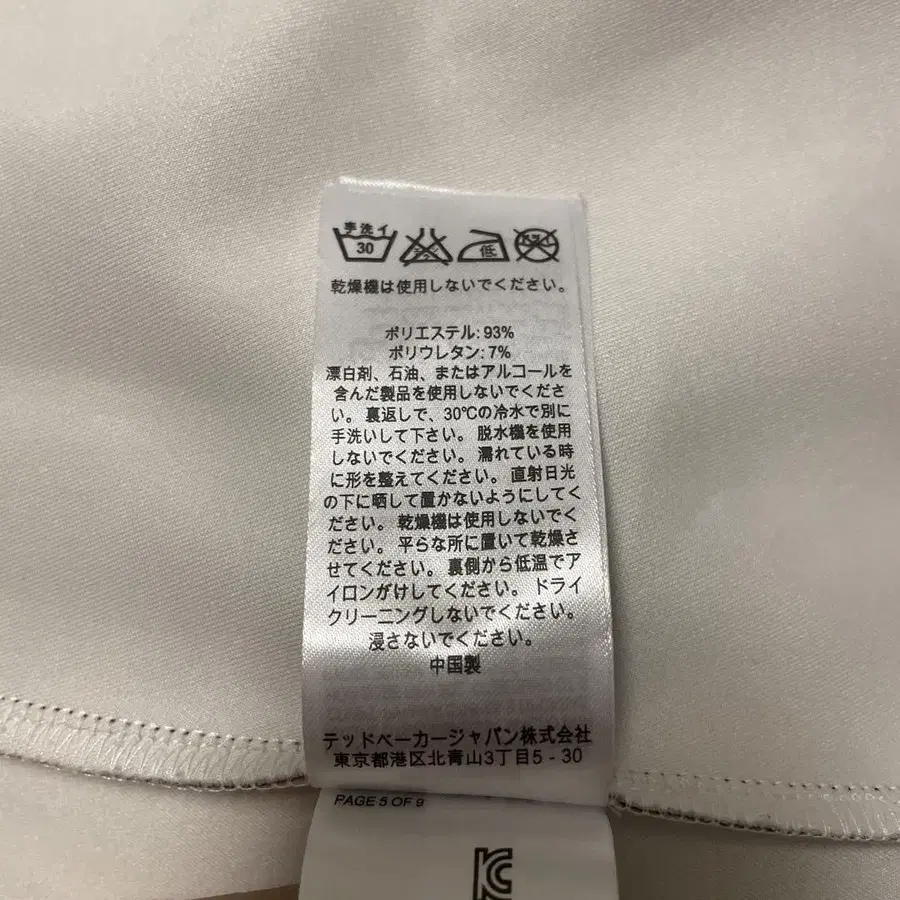 手洗イ
30
低
乾燥機は使用しないでください。
ポリエステル: 93%
ポリウレタン: 7%
漂白剤、石油、またはアルコールを
含んだ製品を使用しないでくださ
い。 裏返しで、30℃の冷水で別に
手洗いして下さい。 脱水機を使用
しないでください。 濡れている時
に形を整えてください。 直射日光
の下に晒して置かないようにしてく
ださい。 乾燥機は使用しないでく
ださい。 平らな所に置いて乾燥さ
せてください。 裏側から低温でア
イロンがけしてください。 ドライ
クリーニングしないでください。
浸さないでください。
中国製
テッドベーカージャパン株式会社
東京都港区北青山3丁目5 - 30
PAGE 5 OF 9